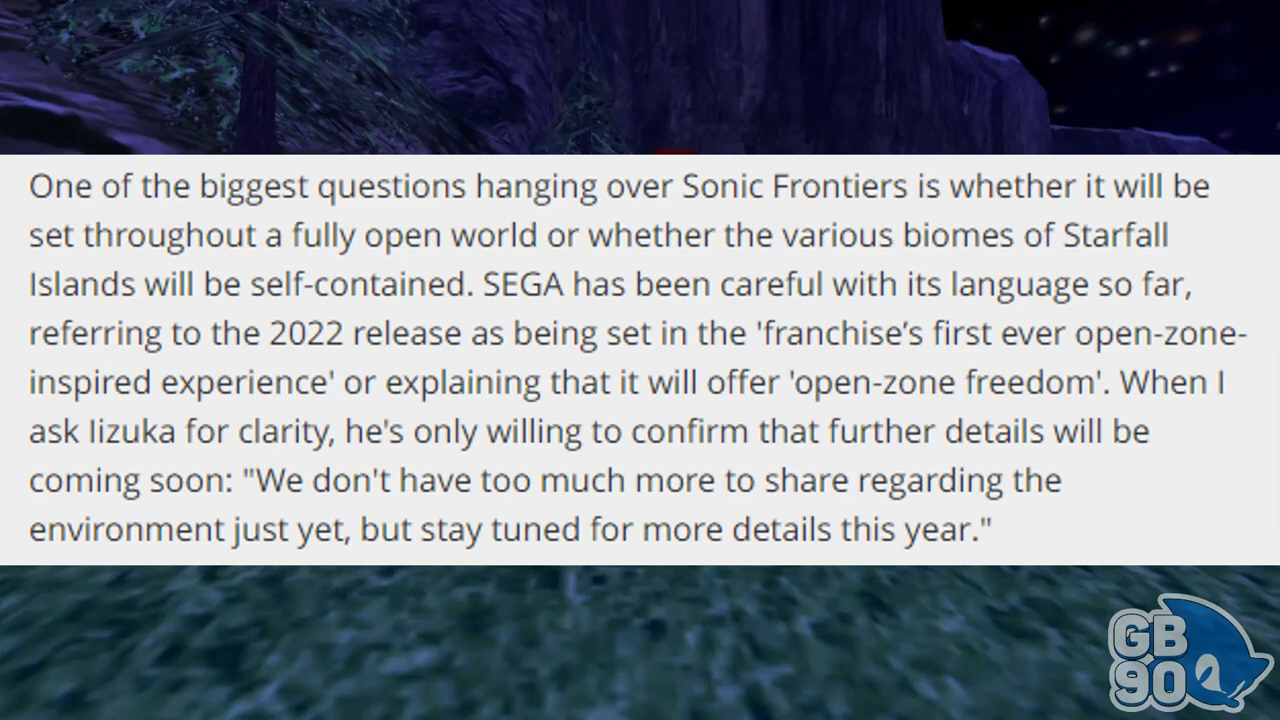 One of the biggest questions hanging over Sonic Frontiers is whether it will be
set throughout a fully open world or whether the various biomes of Starfall
Islands will be self-contained. SEGA has been careful with its language so far,
referring to the 2022 release as being set in the 'franchise’s first ever open-zone-
inspired experience' or explaining that it will offer 'open-zone freedom'. When I
ask Iizuka for clarity, he's only willing to confirm that further details will be
coming soon: "We don't have too much more to share regarding the
environment just yet, but stay tuned for more details this year."
GB
90